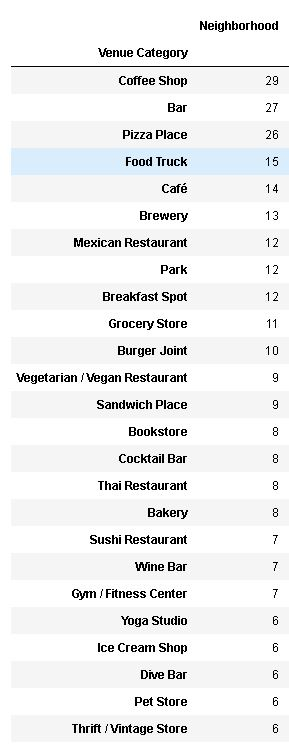 Neighborhood
Venue Category
Coffee Shop 29
Bar 27
Pizza Place 26
Food Truck 15
Café 14
Brewery 13
Mexican Restaurant 12
Park 12
Breakfast Spot 12
Grocery Store 11
Burger Joint 10
Vegetarian / Vegan Restaurant 9
Sandwich Place 9
Bookstore 8
Cocktail Bar 8
Thai Restaurant 8
Bakery 8
Sushi Restaurant 7
Wine Bar 7
Gym / Fitness Center 7
Yoga Studio 6
Ice Cream Shop 6
Dive Bar 6
Pet Store 6
Thrift / Vintage Store 6